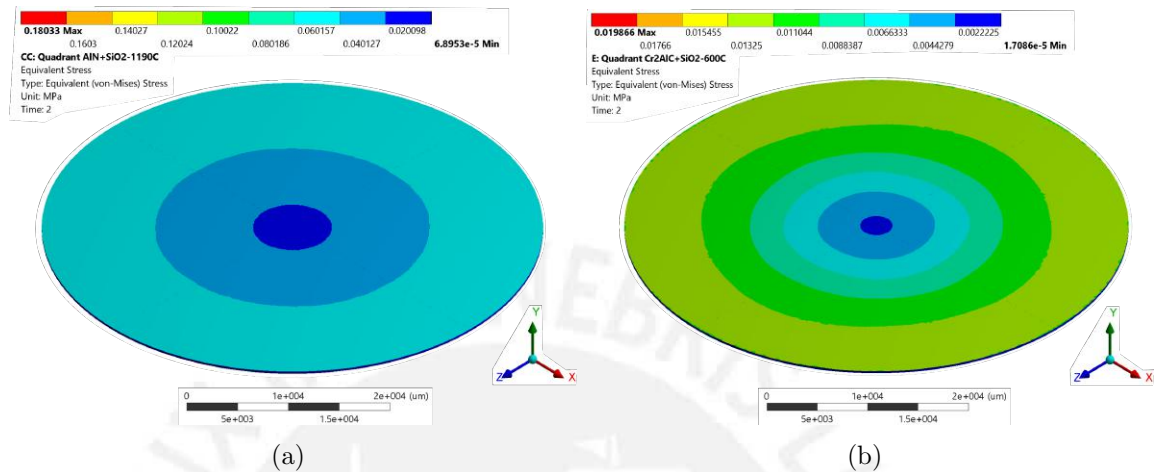 0.18033 Max 0.14027 0.10022 0.060157 0.020098
0.1603 0.12024 0.080186 0.040127 6.8953e-5 Min
CC: Quadrant AlN+SiO2-1190C
Equivalent Stress
Type: Equivalent (von-Mises) Stress
Unit: MPa
Time: 2
Y
Z
X
0 1e+004 2e+004 (um)
5e+003 1.5e+004
(a)
0.019866 Max 0.015455 0.011044 0.0066333 0.0022225
0.01766 0.01325 0.0088387 0.0044279 1.7086e-5 Min
E: Quadrant Cr2AlC+SiO2-600C
Equivalent Stress
Type: Equivalent (von-Mises) Stress
Unit: MPa
Time: 2
Y
Z
X
0 1e+004 2e+004 (um)
5e+003 1.5e+004
(b)